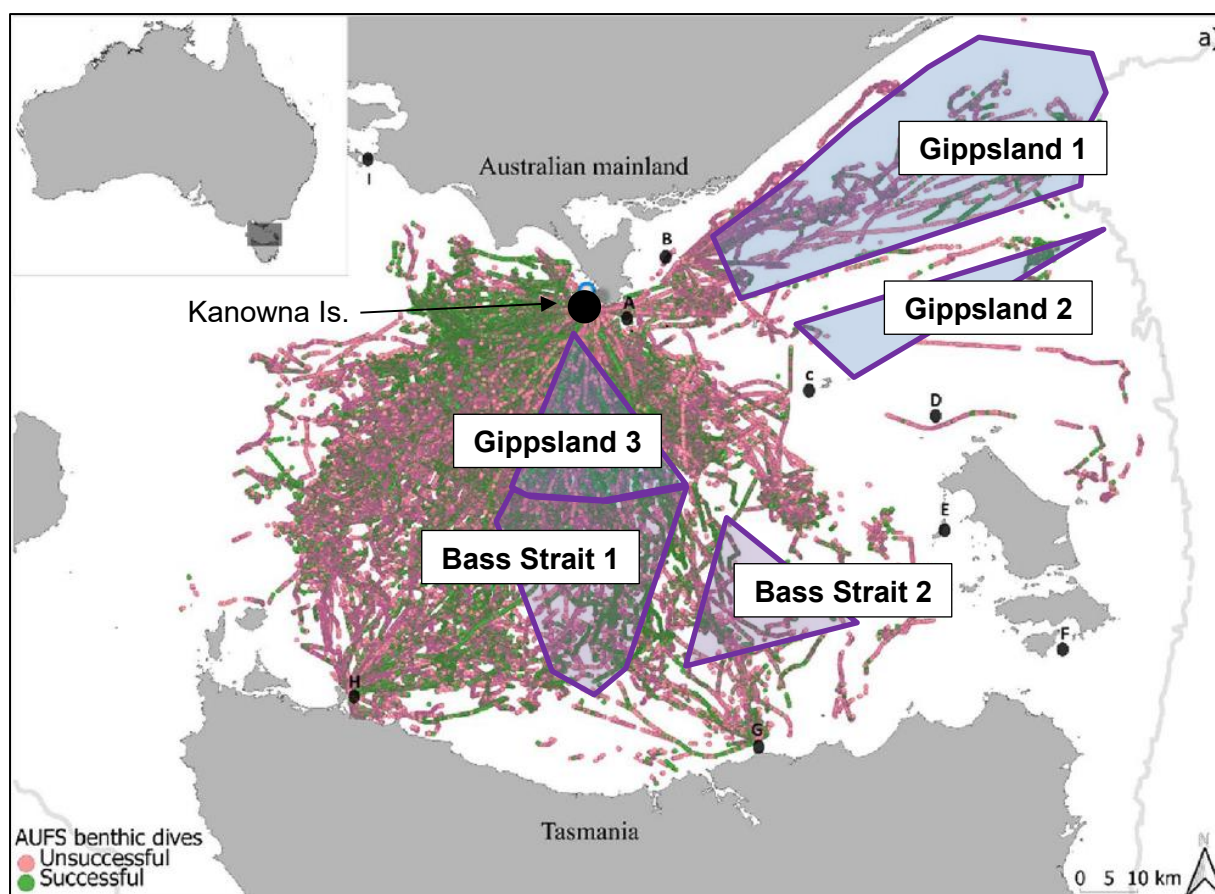 a)
Gippsland 1
Australian mainland
I
B
Kanowna Is.
A
Gippsland 2
c
D
Gippsland 3
E
Bass Strait 1
Bass Strait 2
F
H
G
Tasmania
AUFS benthic dives
Unsuccessful
Successful
N
0 5 10 km